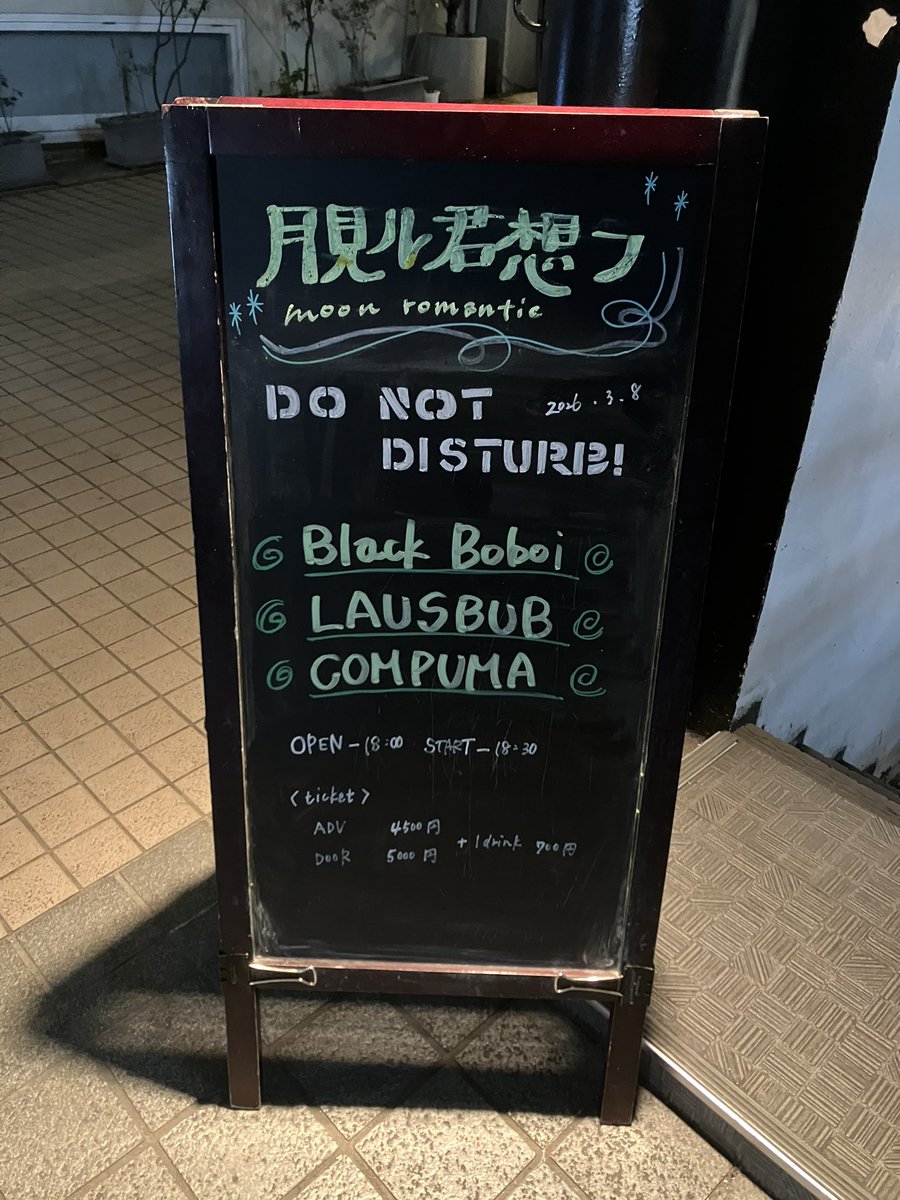 月見ル君想フ
moon romantic
DO NOT 2026.3.8
DISTURB!
Black Boboi
LAUSBUB
COMPUMA
OPEN-18:00 START-18:30
<ticket>
ADV 4500円
DOOR 5000円 +1drink 700円